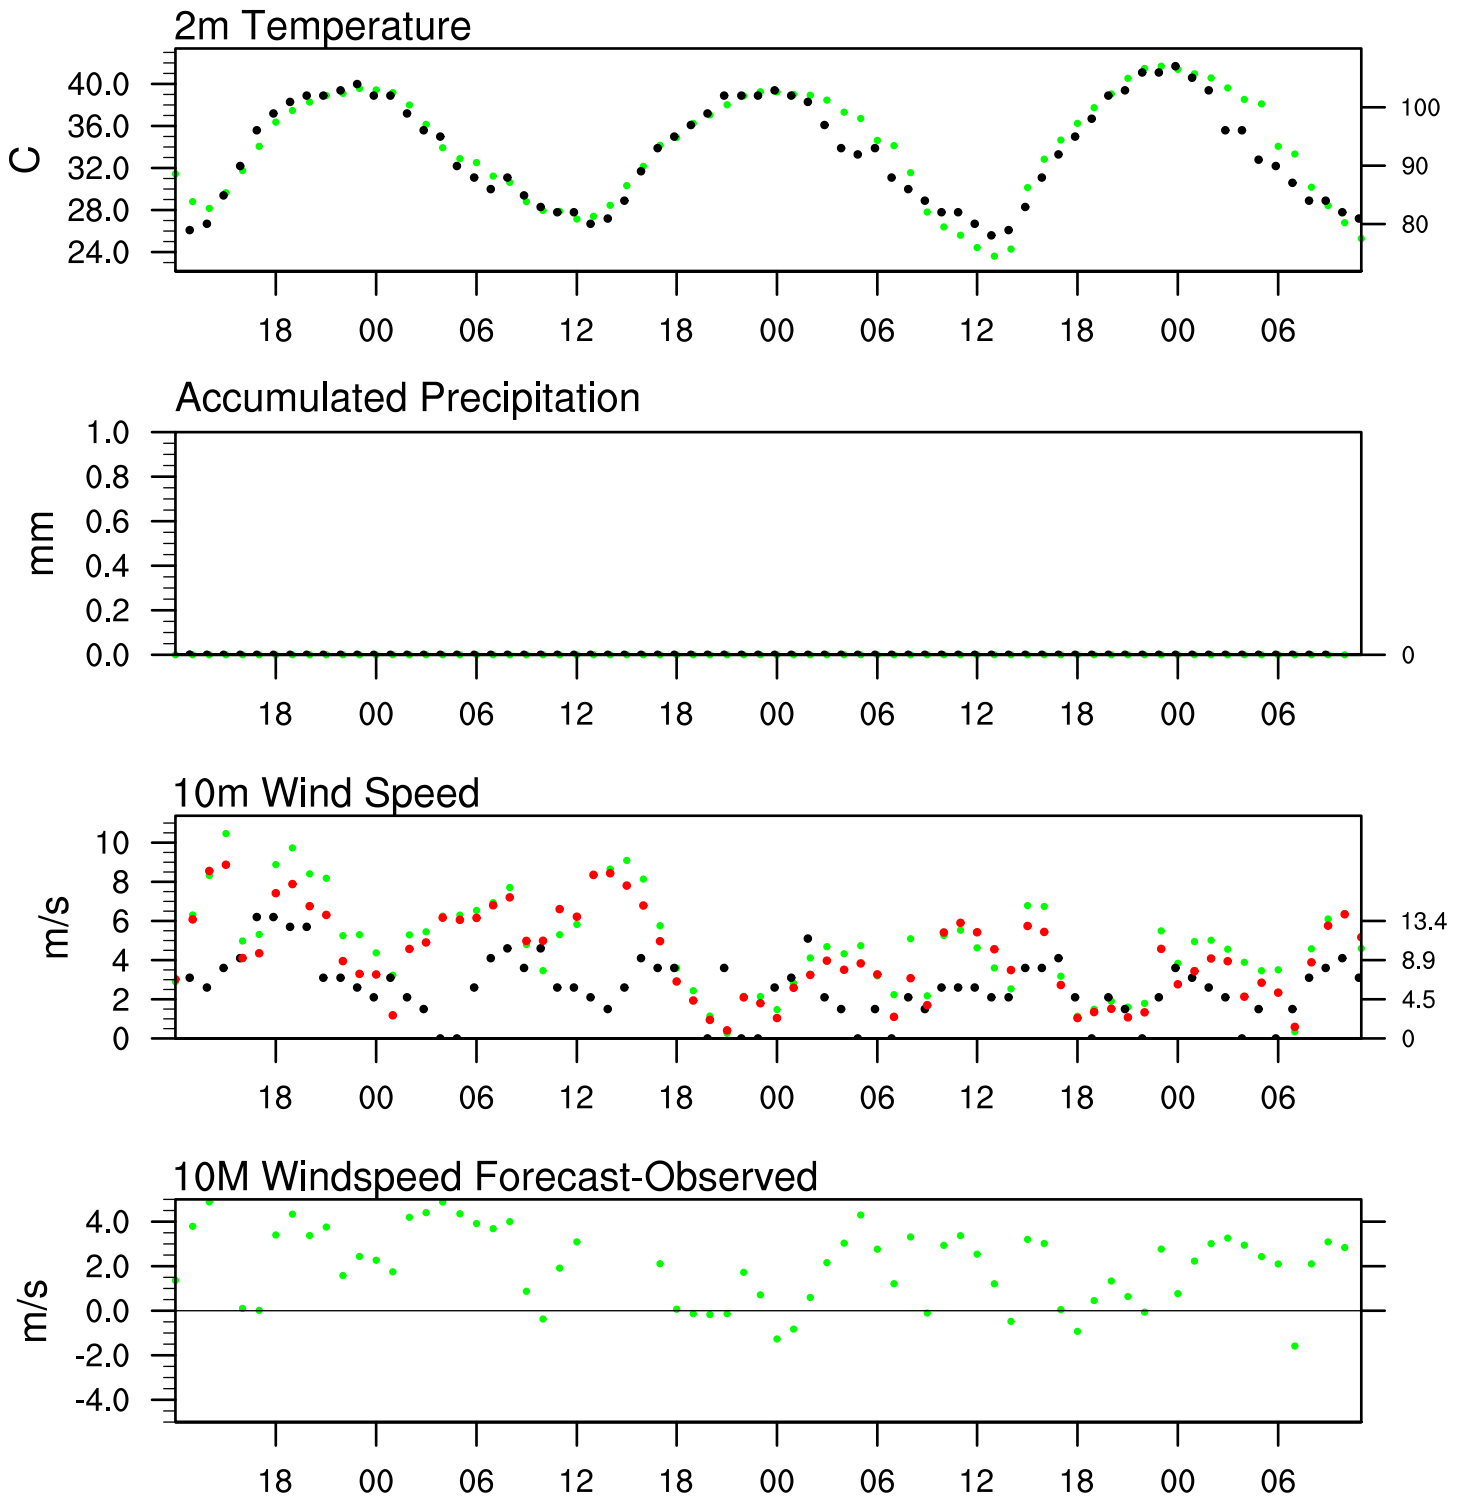 2m Temperature
C
40.0
36.0
32.0
28.0
24.0
100
90
80
18 00 06 12 18 00 06 12 18 00 06
Accumulated Precipitation
mm
1.0
0.8
0.6
0.4
0.2
0.0
0
18 00 06 12 18 00 06 12 18 00 06
10m Wind Speed
m/s
10
8
6
4
2
0
13.4
8.9
4.5
0
18 00 06 12 18 00 06 12 18 00 06
10M Windspeed Forecast-Observed
m/s
4.0
2.0
0.0
-2.0
-4.0
18 00 06 12 18 00 06 12 18 00 06